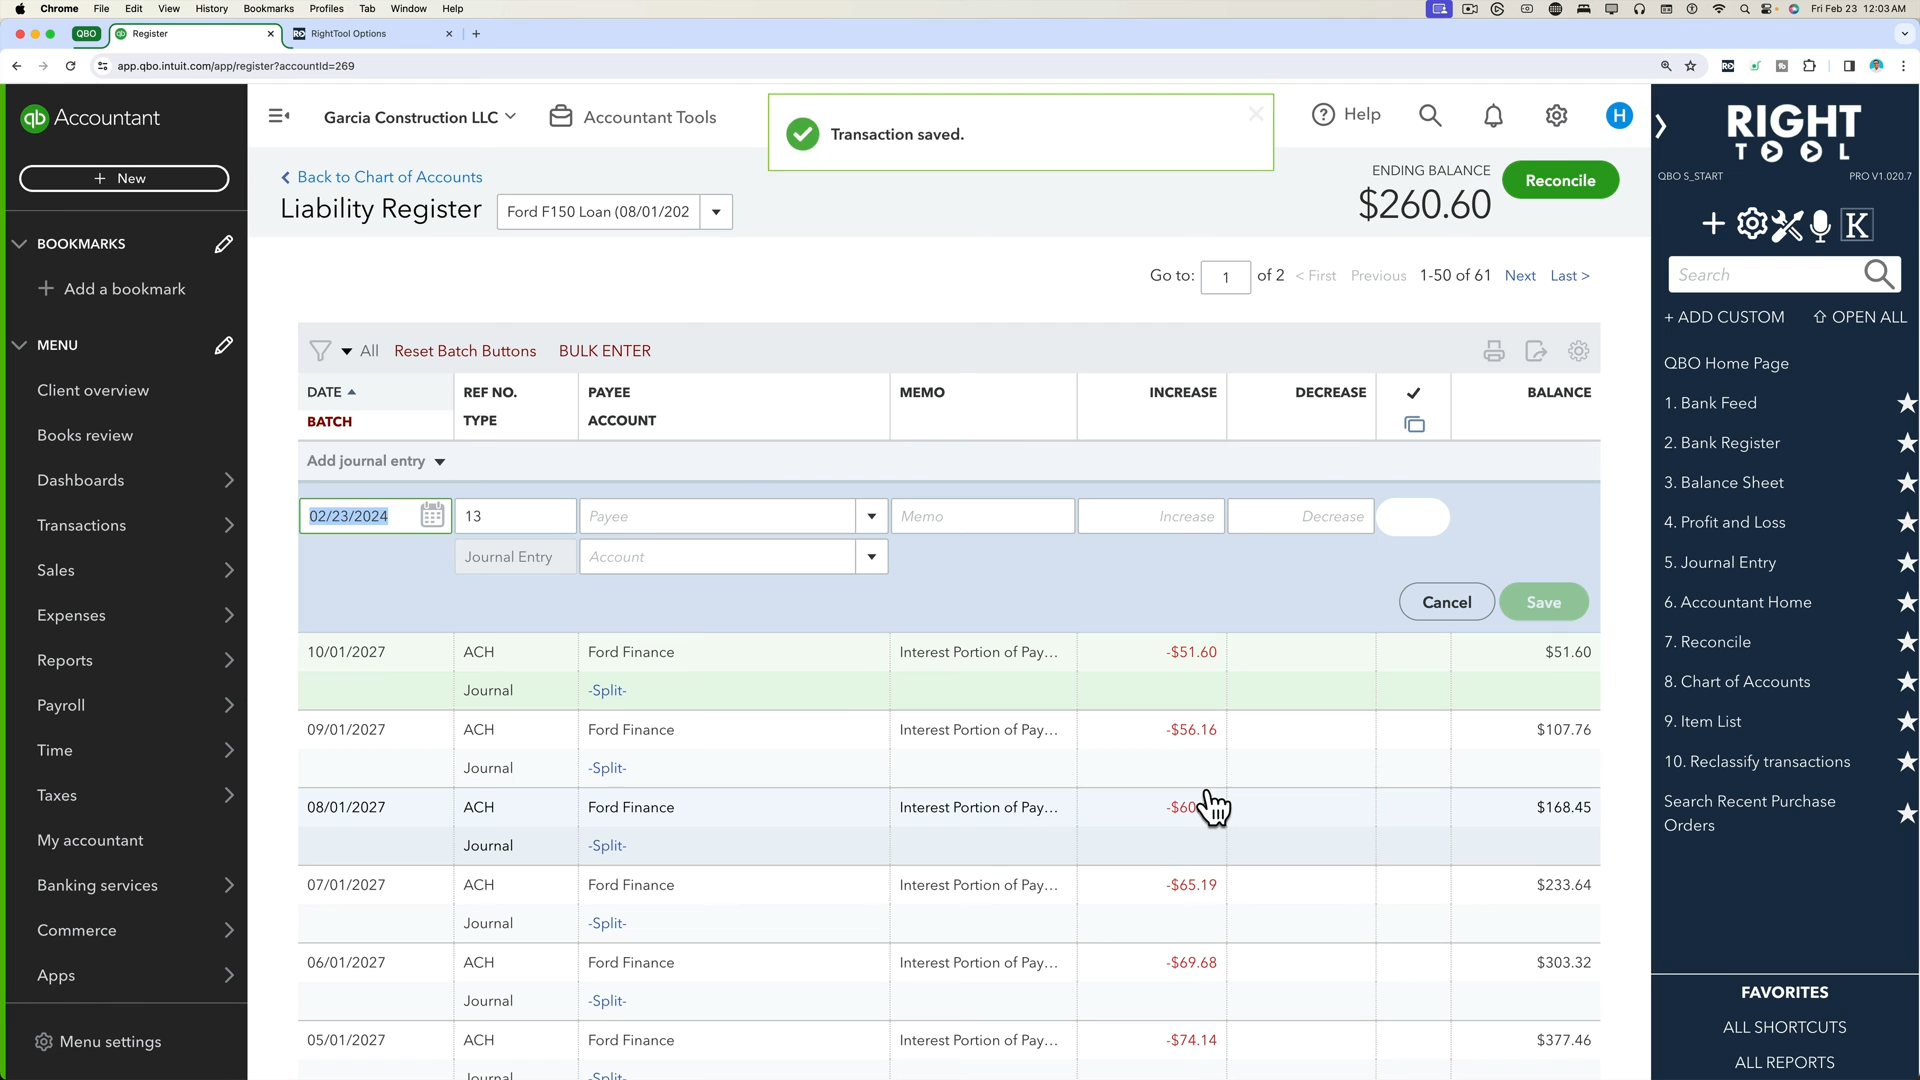 Chrome File Edit View History Bookmarks Profiles Tab Window Help Fri Feb 23 12:03 AM
QBO Register RightTool Options
app.qbo.intuit.com/app/register?accountId=269
qb Accountant
+ New
BOOKMARKS
+ Add a bookmark
MENU
Client overview
Books review
Dashboards
Transactions
Sales
Expenses
Reports
Payroll
Time
Taxes
My accountant
Banking services
Commerce
Apps
Menu settings
Garcia Construction LLC
Accountant Tools
Transaction saved.
Help
H
Back to Chart of Accounts
Liability Register
Ford F150 Loan (08/01/202
ENDING BALANCE
$260.60
Reconcile
Go to: 1 of 2 < First Previous 1-50 of 61 Next Last >
All Reset Batch Buttons BULK ENTER
DATE REF NO. PAYEE MEMO INCREASE DECREASE ✓ BALANCE
BATCH TYPE ACCOUNT
Add journal entry
02/23/2024 13 Payee Memo Increase Decrease
Journal Entry Account
Cancel Save
10/01/2027 ACH Ford Finance Interest Portion of Pay... -$51.60 $51.60
Journal -Split-
09/01/2027 ACH Ford Finance Interest Portion of Pay... -$56.16 $107.76
Journal -Split-
08/01/2027 ACH Ford Finance Interest Portion of Pay... -$60 $168.45
Journal -Split-
07/01/2027 ACH Ford Finance Interest Portion of Pay... -$65.19 $233.64
Journal -Split-
06/01/2027 ACH Ford Finance Interest Portion of Pay... -$69.68 $303.32
Journal -Split-
05/01/2027 ACH Ford Finance Interest Portion of Pay... -$74.14 $377.46
Journal -Split-
RIGHT
TOOL
QBO S_START PRO V1.020.7
K
Search
+ ADD CUSTOM OPEN ALL
QBO Home Page
1. Bank Feed
2. Bank Register
3. Balance Sheet
4. Profit and Loss
5. Journal Entry
6. Accountant Home
7. Reconcile
8. Chart of Accounts
9. Item List
10. Reclassify transactions
Search Recent Purchase
Orders
FAVORITES
ALL SHORTCUTS
ALL REPORTS